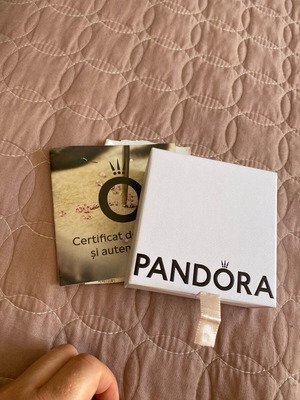 Certificat d
și auten
PANDORA